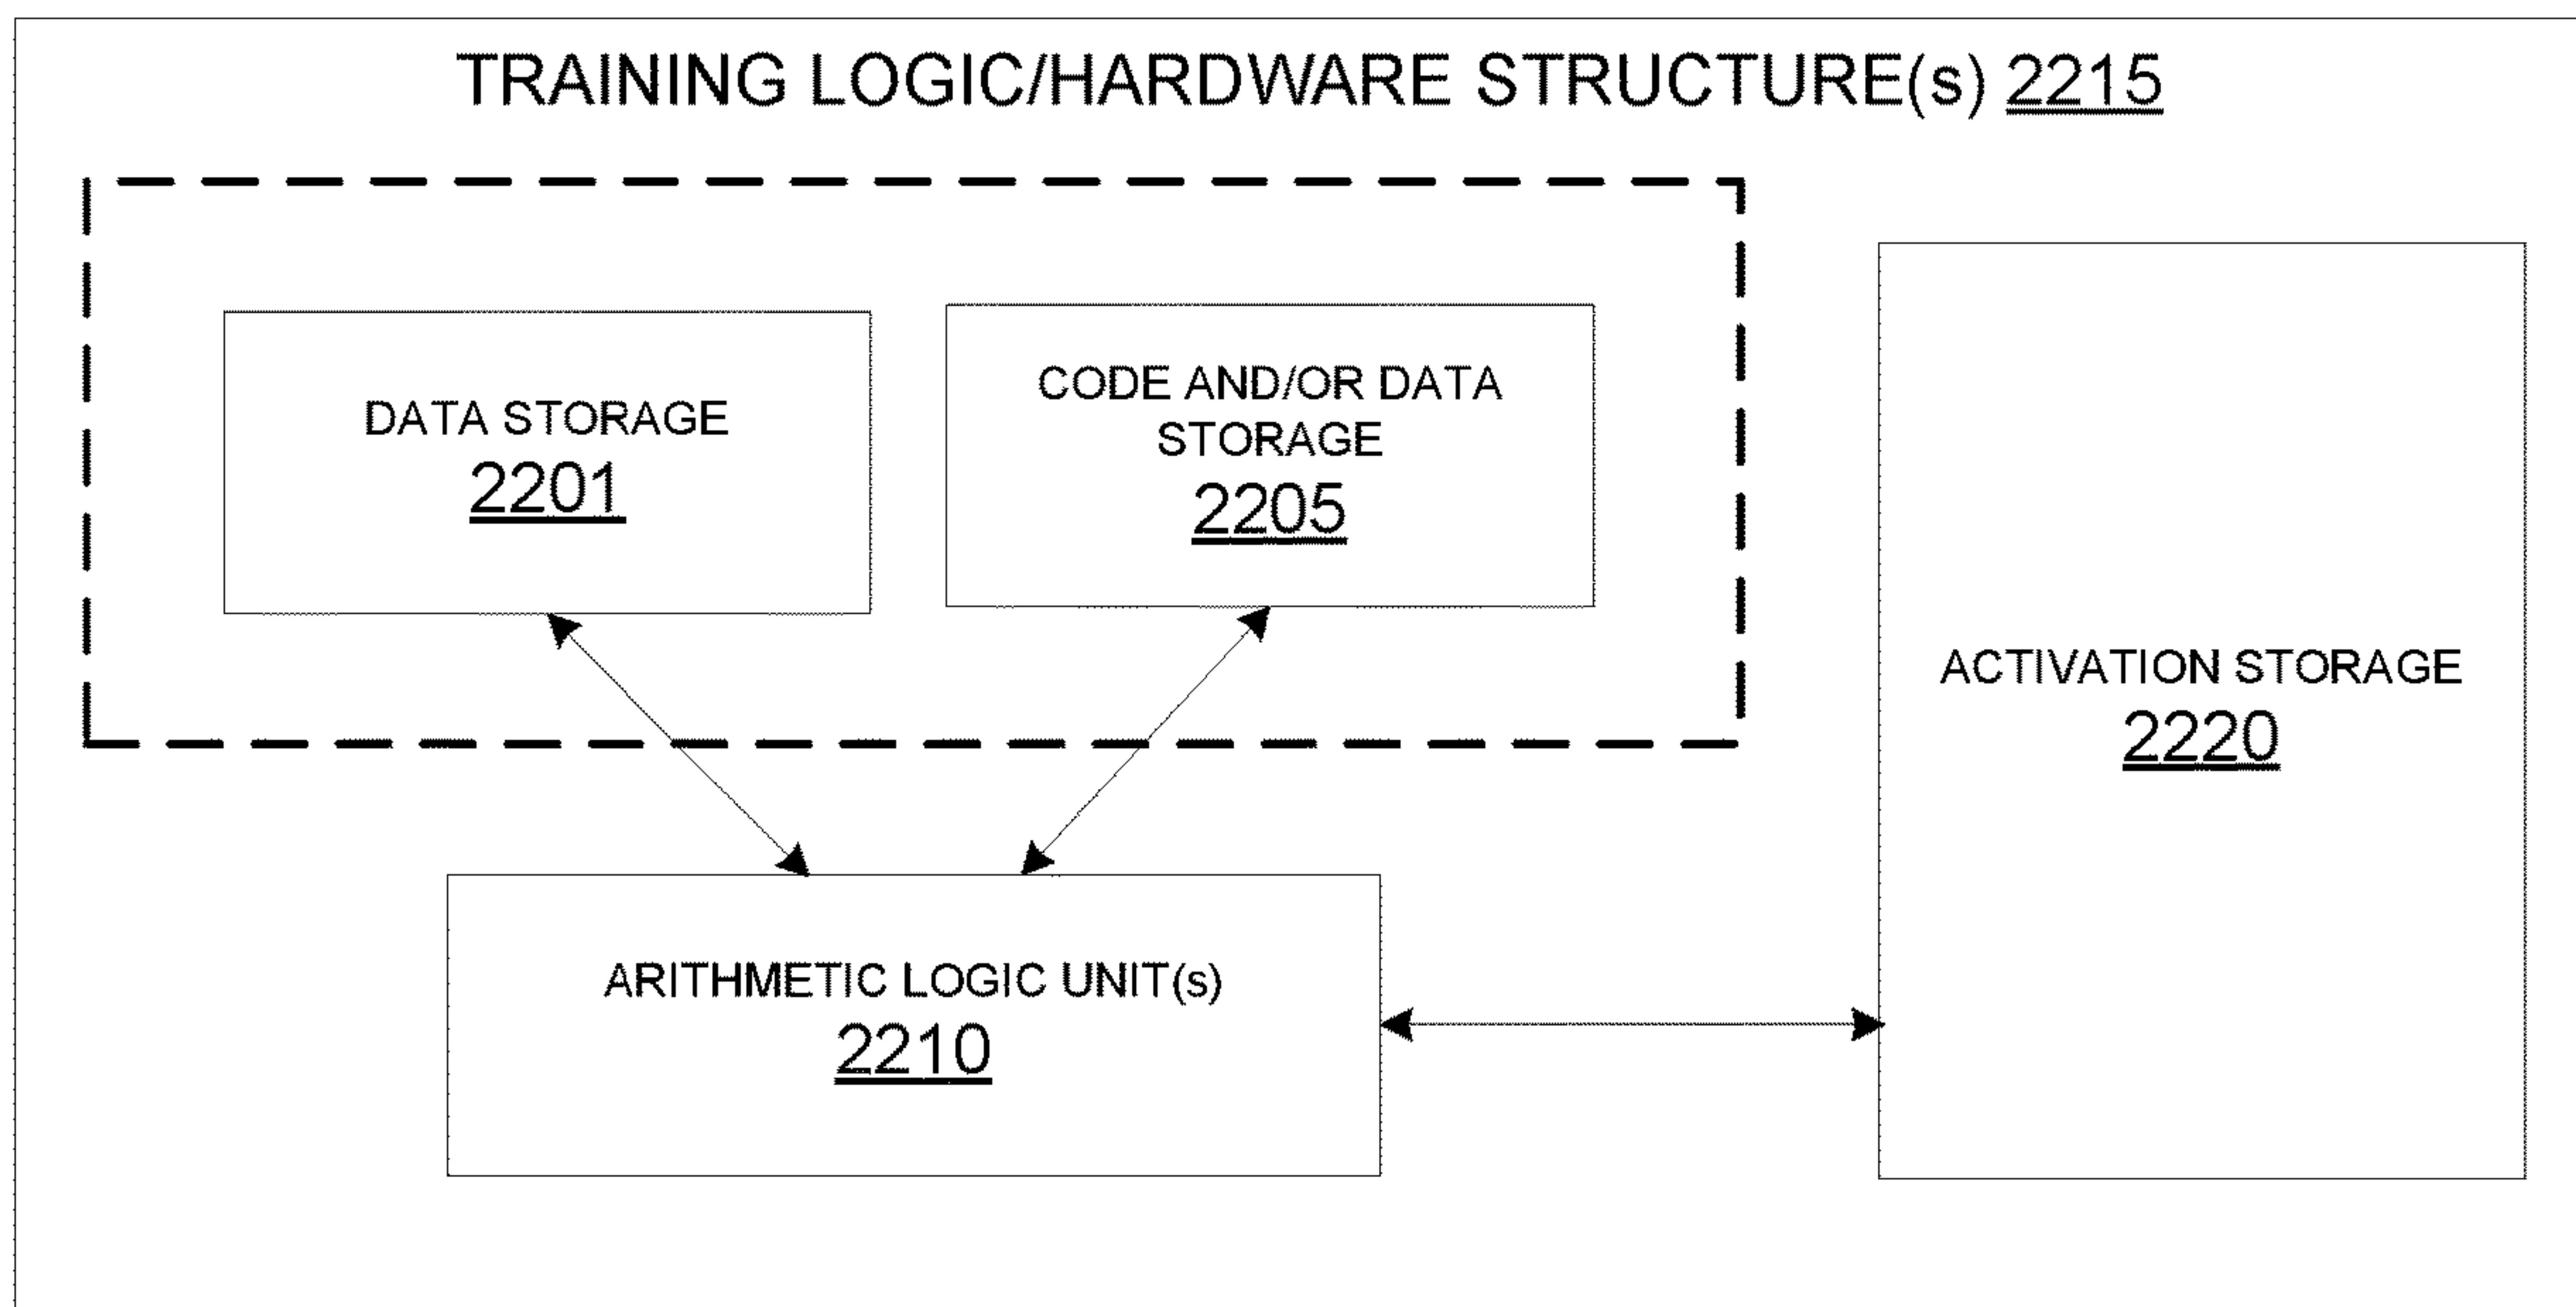 TRAINING LOGIC/HARDWARE STRUCTURE(s) 2215
DATA STORAGE
2201
CODE AND/OR DATA
STORAGE
2205
ACTIVATION STORAGE
2220
ARITHMETIC LOGIC UNIT(s)
2210